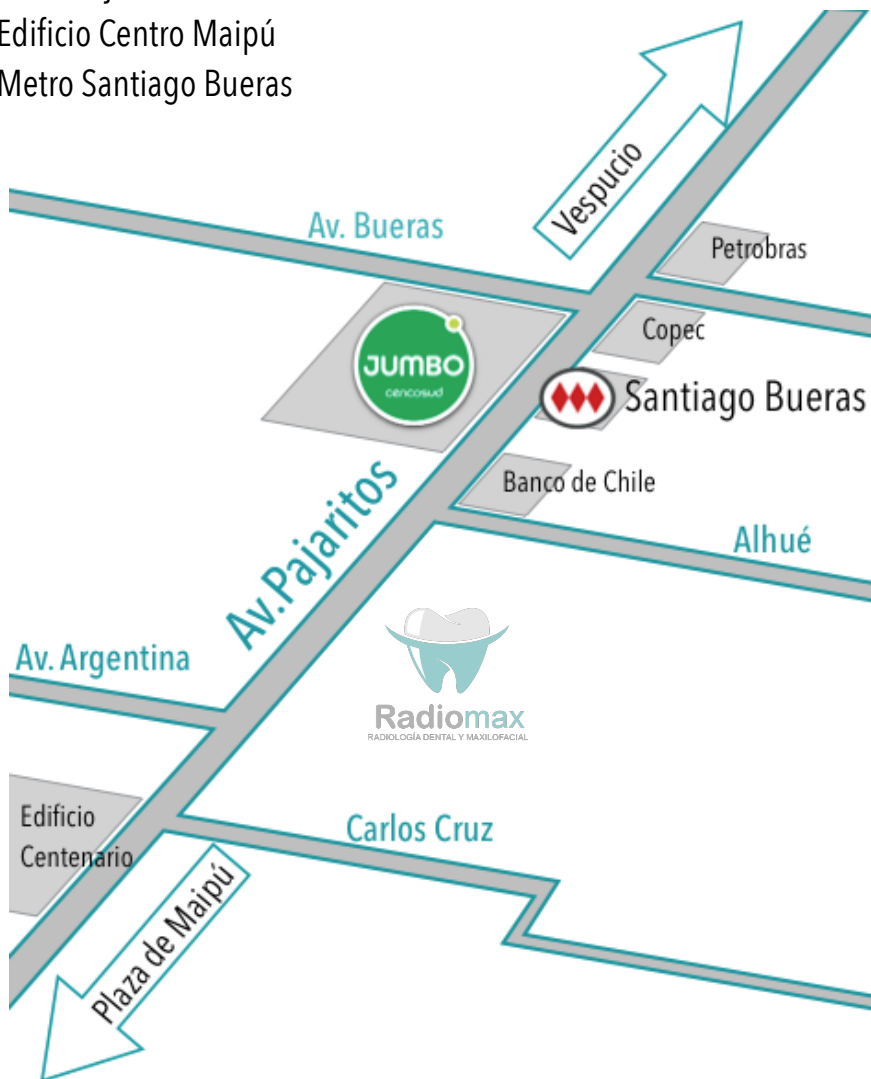 Edificio Centro Maipú
Metro Santiago Bueras
Vespucio
Av. Bueras
Petrobras
Copec
JUMBO
cencosud
Santiago Bueras
Banco de Chile
Av.Pajaritos
Alhué
Av. Argentina
Radiomax
RADIOLOGÍA DENTAL Y MAXILOFACIAL
Edificio
Centenario
Carlos Cruz
Plaza de Maipú